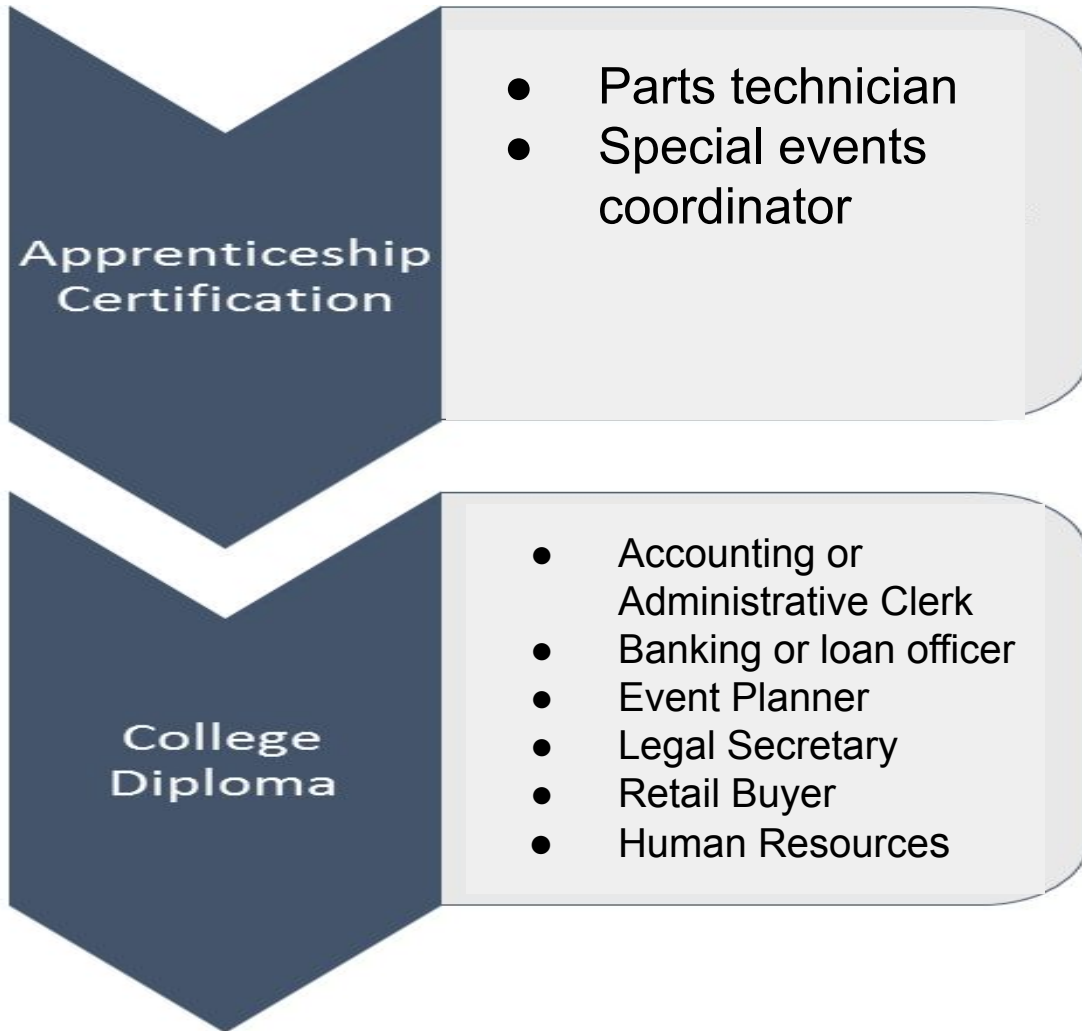 Apprenticeship
Certification
● Parts technician
● Special events
coordinator
College
Diploma
● Accounting or
Administrative Clerk
● Banking or loan officer
● Event Planner
● Legal Secretary
● Retail Buyer
● Human Resources